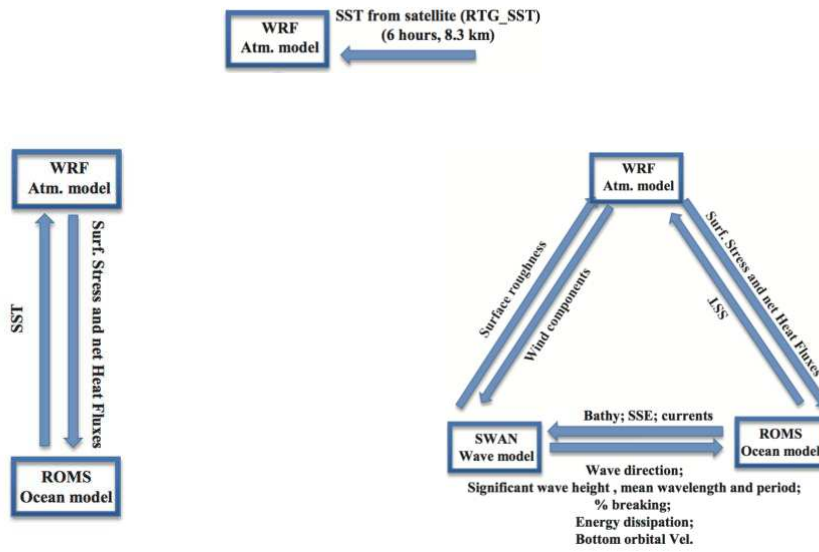 WRF
Atm. model
SST from satellite (RTG_SST)
(6 hours, 8.3 km)
WRF
Atm. model
SST
Surf. Stress and net Heat Fluxes
ROMS
Ocean model
WRF
Atm. model
Surface roughness
Wind components
Surf. Stress and net Heat Fluxes
SST
SWAN
Wave model
Bathy; SSE; currents
ROMS
Ocean model
Wave direction;
Significant wave height , mean wavelength and period;
% breaking;
Energy dissipation;
Bottom orbital Vel.